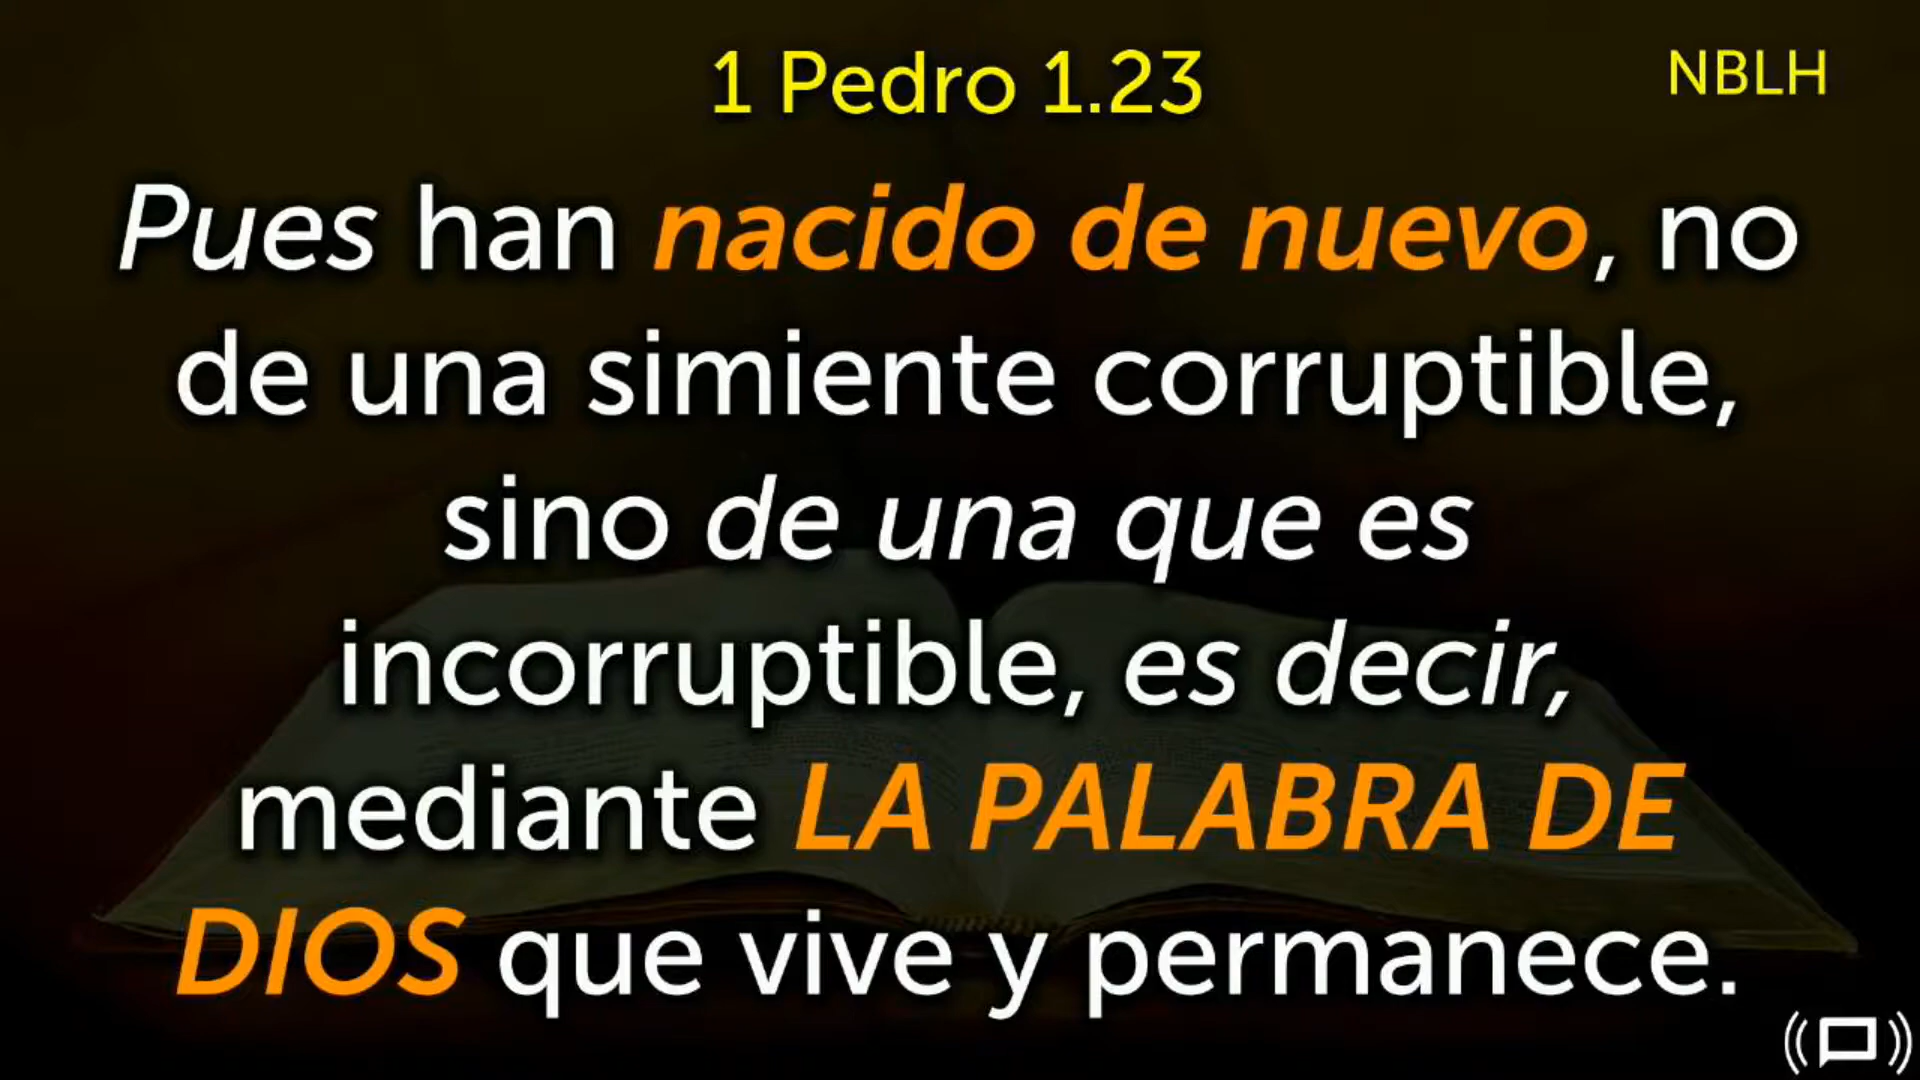 1 Pedro 1.23
NBLH
Pues han nacido de nuevo, no
de una simiente corruptible,
sino de una que es
incorruptible, es decir,
mediante LA PALABRA DE
DIOS que vive y permanece.